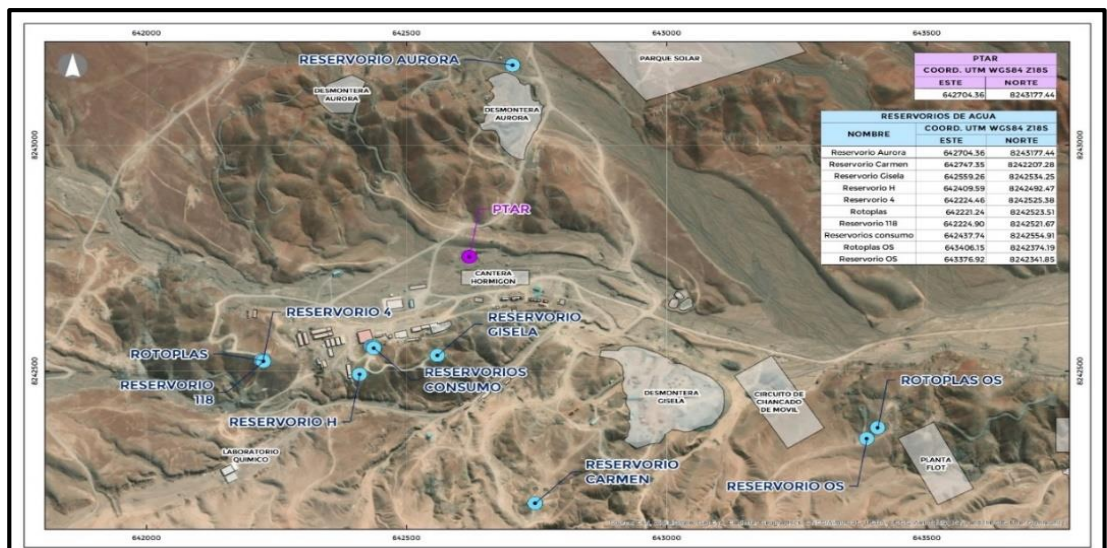 642000 642500 643000 643500
RESERVORIO AURORA
PARQUE SOLAR
DESMONTERA
AURORA
DESMONTERA
AURORA
PTAR
COORD. UTM WGS84 Z18S
ESTE NORTE
642704.36 8243177.44
RESERVORIOS DE AGUA
NOMBRE COORD. UTM WGS84 Z18S
ESTE NORTE
Reservorio Aurora 642704.36 8243177.44
Reservorio Carmen 642747.35 8242207.28
Reservorio Gisela 642559.26 8242534.25
Reservorio H 642409.59 8242492.47
Reservorio 4 642224.46 8242525.38
Rotoplas 642221.24 8242523.51
Reservorio 118 642224.90 8242521.67
Reservorios consumo 642437.74 8242554.91
Rotoplas OS 643406.15 8242374.19
Reservorio OS 643376.92 8242341.85
8243000
8243000
PTAR
CANTERA
HORMIGON
RESERVORIO 4
RESERVORIO
GISELA
ROTOPLAS
RESERVORIO
118
RESERVORIOS
CONSUMO
8242500
8242500
RESERVORIO H
DESMONTERA
GISELA
CIRCUITO DE
CHANCADO
DE MOVIL
ROTOPLAS OS
LABORATORIO
QUIMICO
RESERVORIO
CARMEN
RESERVORIO OS
PLANTA
FLOT
642000 642500 643000 643500